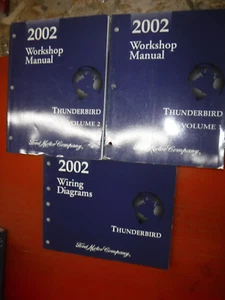 2002
Workshop
Manual
THUNDERBIRD
VOLUME 2
Ford Motor Company,
2002
Workshop
Manual
THUNDERBIRD
VOLUME 1
Ford Motor Company,
2002
Wiring
Diagrams
THUNDERBIRD
Ford Motor Company,